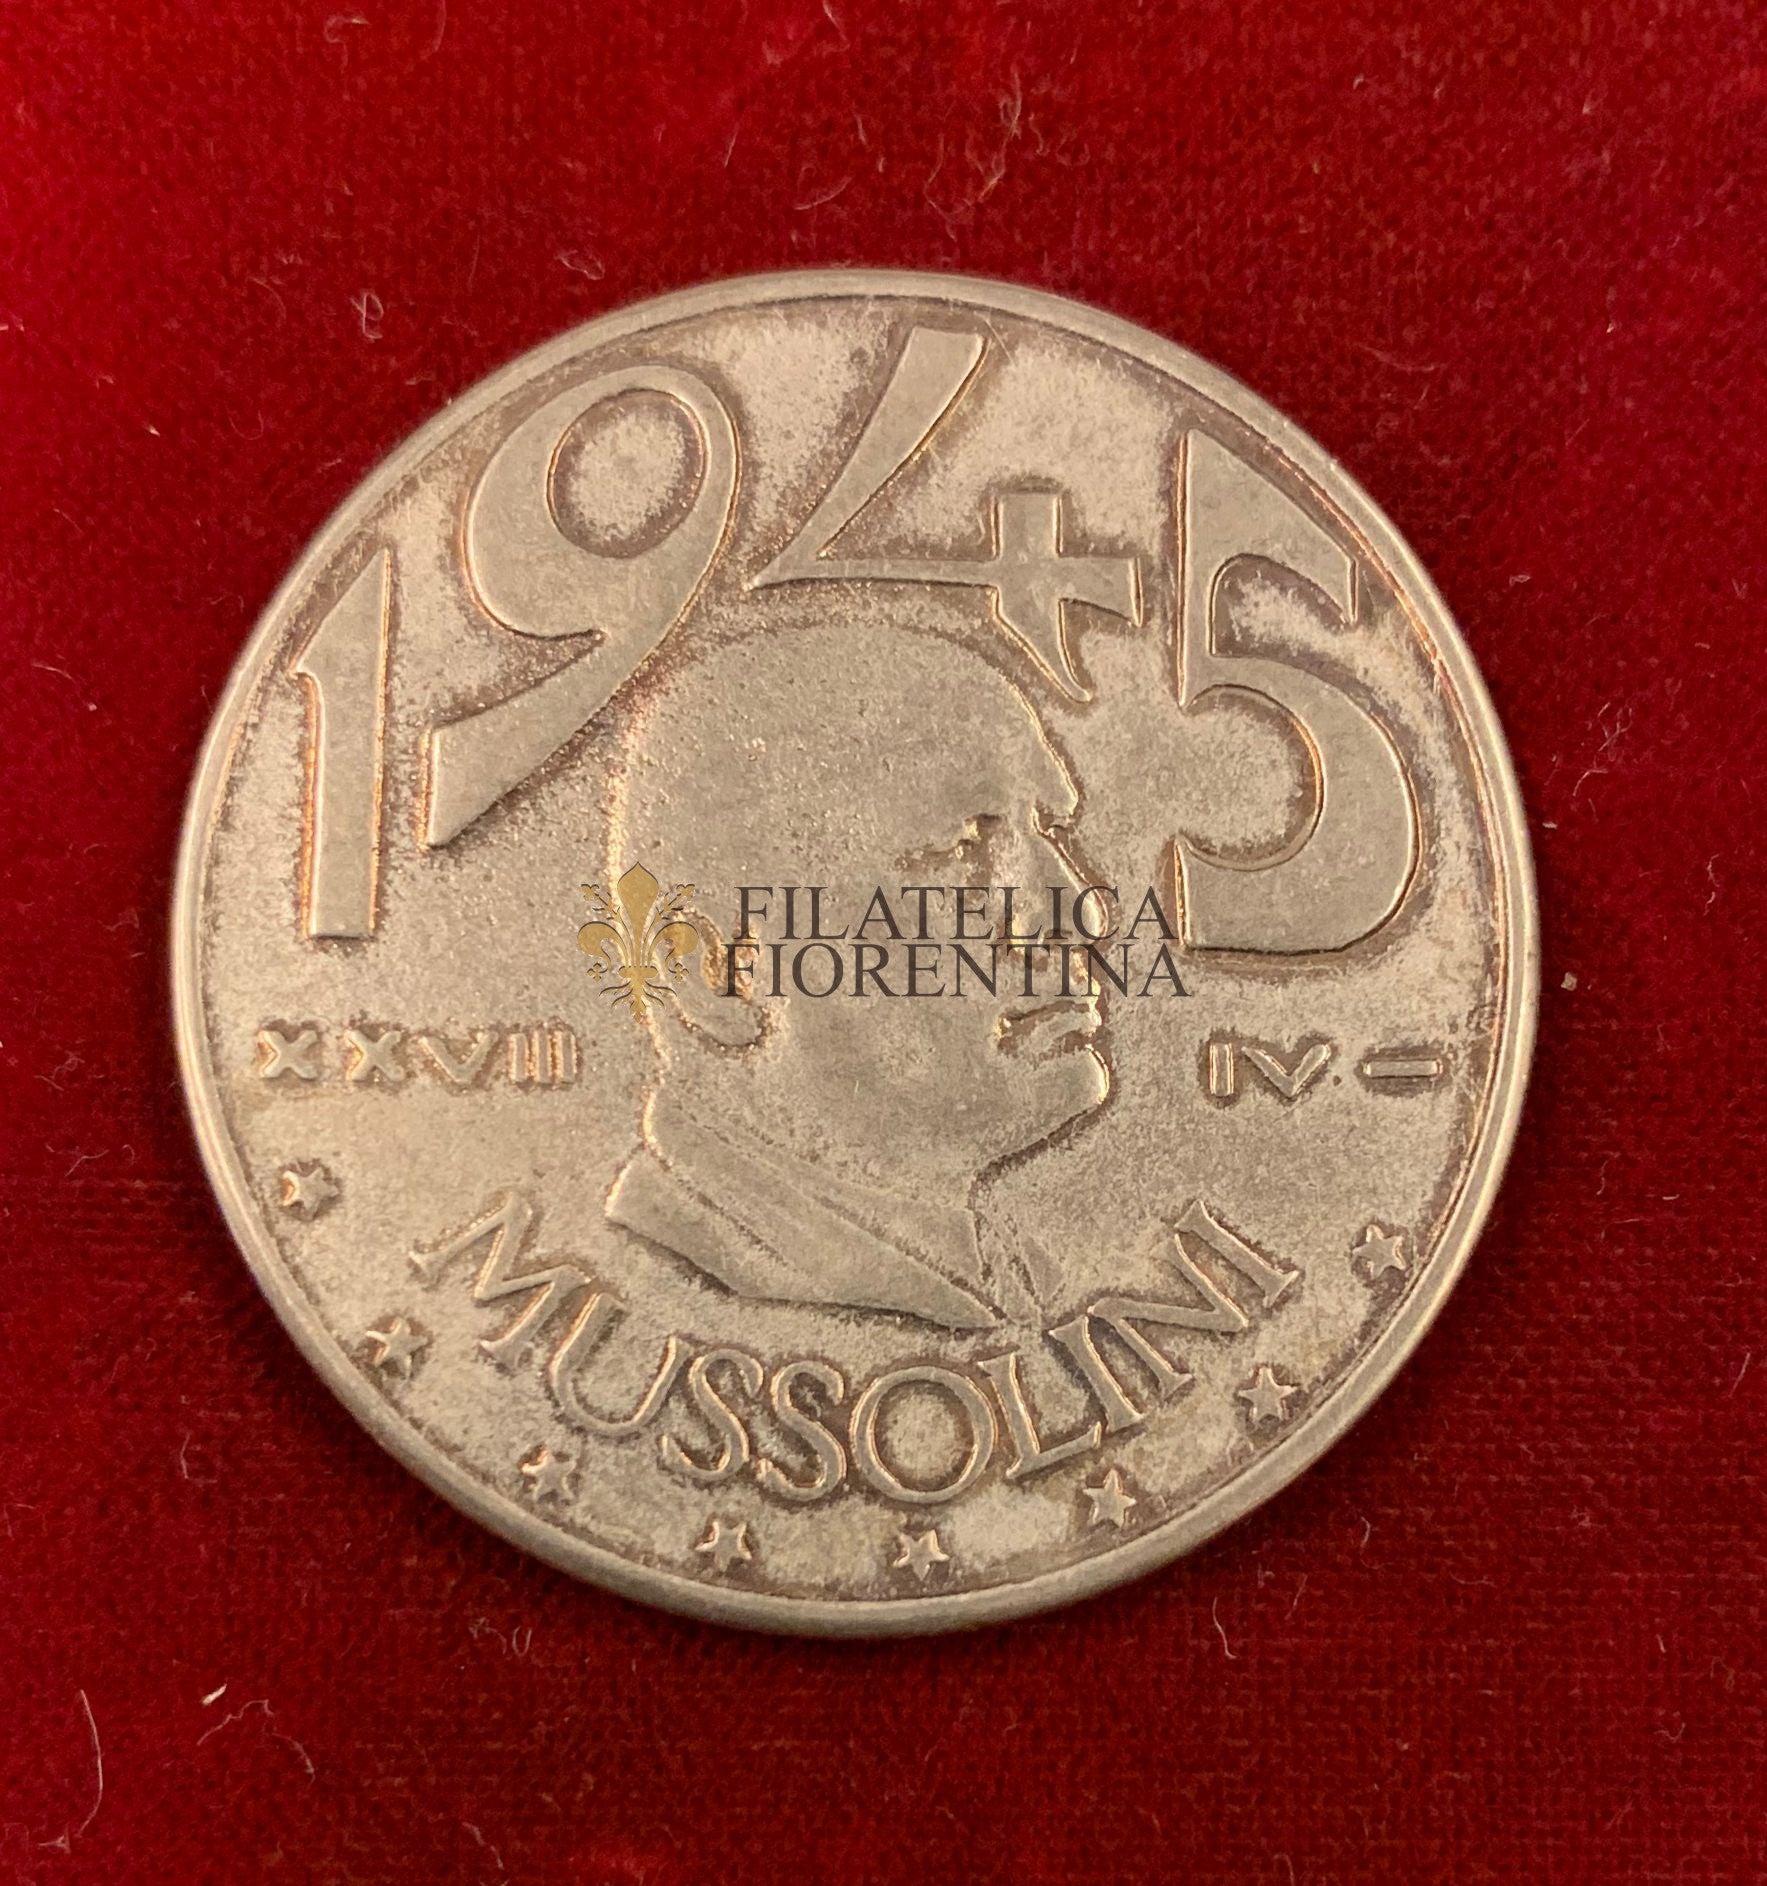 1945
XXVIII
IV -
MUSSOLINI
FILATELICA
FIORENTINA